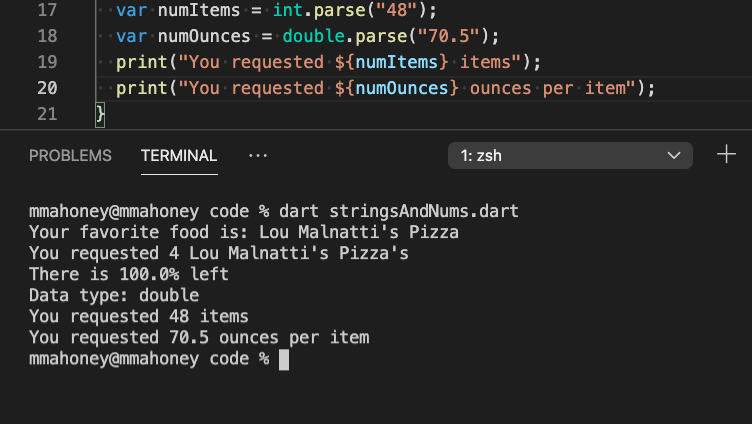 17 var numItems = int.parse("48");
18 var numOunces = double.parse("70.5");
19 print("You requested ${numItems} items");
20 print("You requested ${numOunces} ounces per item");
21 }
PROBLEMS TERMINAL ··· 1: zsh
mmahoney@mmahoney code % dart stringsAndNums.dart
Your favorite food is: Lou Malnatti's Pizza
You requested 4 Lou Malnatti's Pizza's
There is 100.0% left
Data type: double
You requested 48 items
You requested 70.5 ounces per item
mmahoney@mmahoney code %